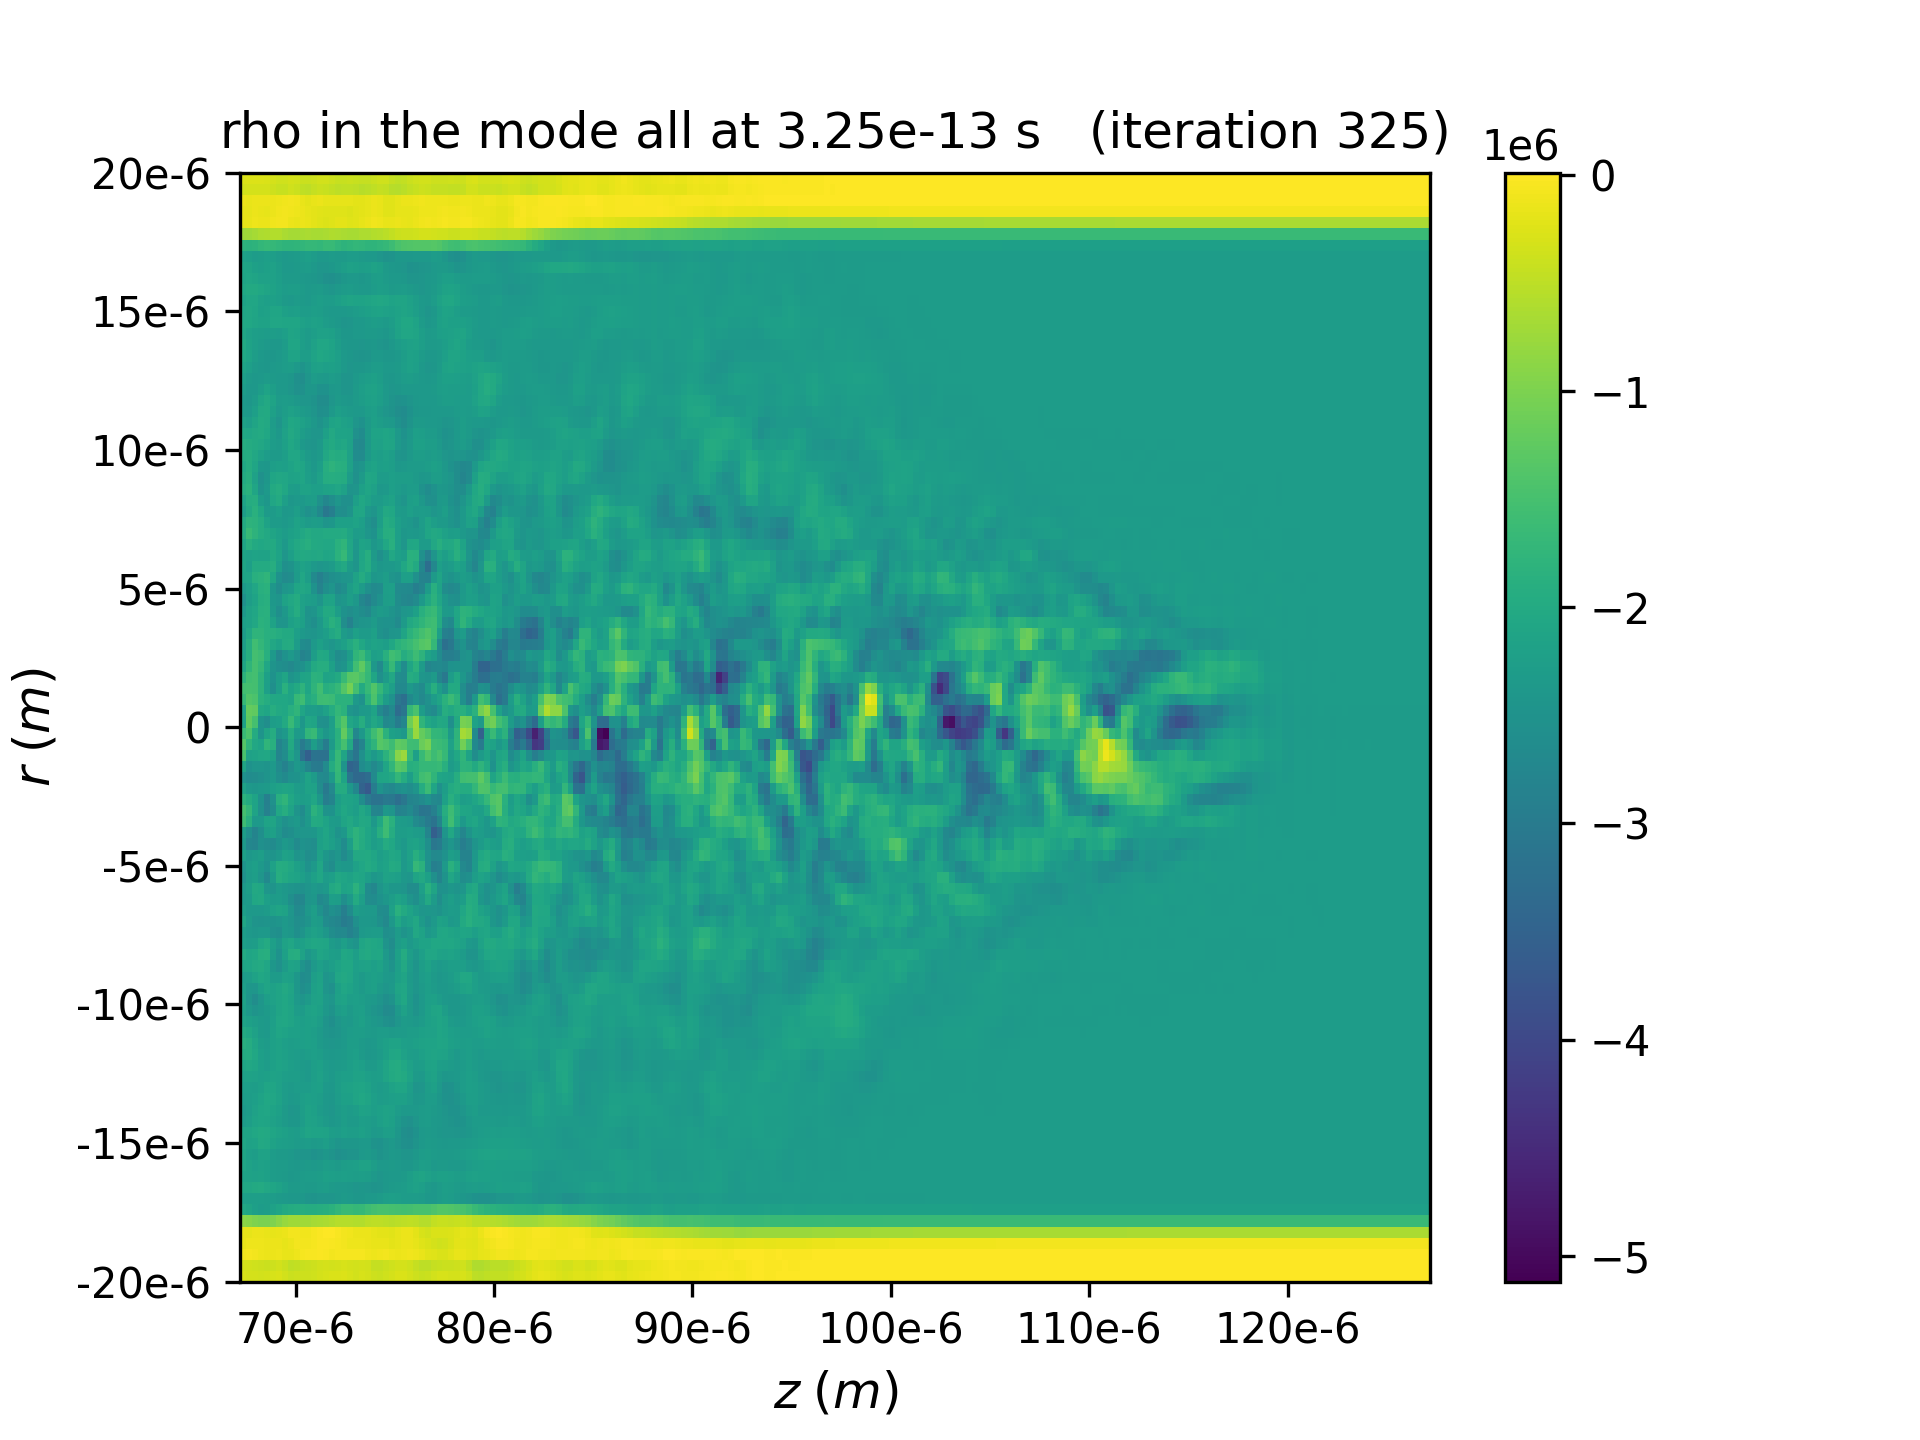 rho in the mode all at 3.25e-13 s   (iteration 325)
1e6
20e-6
15e-6
10e-6
5e-6
0
-5e-6
-10e-6
-15e-6
-20e-6
r (m)
70e-6 80e-6 90e-6 100e-6 110e-6 120e-6
z (m)
0
−1
−2
−3
−4
−5